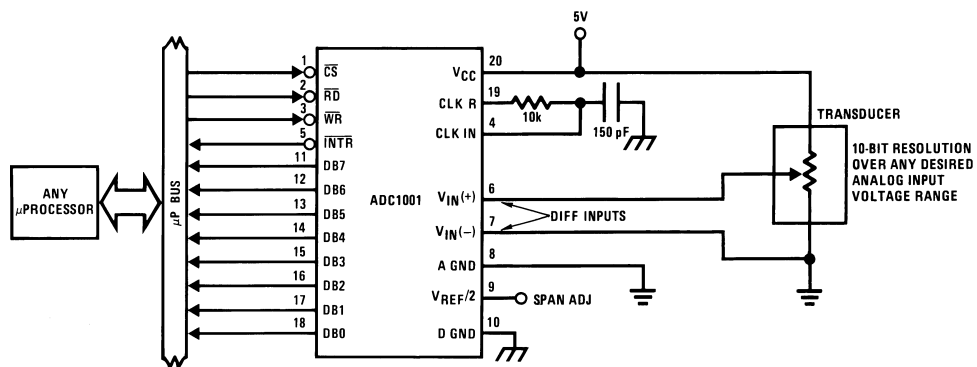 ANY
µPROCESSOR
µP BUS
1
2
3
5
11
12
13
14
15
16
17
18
CS
RD
WR
INTR
DB7
DB6
DB5
DB4
DB3
DB2
DB1
DB0
ADC1001
VCC
CLK R
CLK IN
VIN(+)
VIN(−)
A GND
VREF/2
D GND
20
19
4
6
7
8
9
10
5V
10k
150 pF
DIFF INPUTS
SPAN ADJ
TRANSDUCER
10-BIT RESOLUTION
OVER ANY DESIRED
ANALOG INPUT
VOLTAGE RANGE